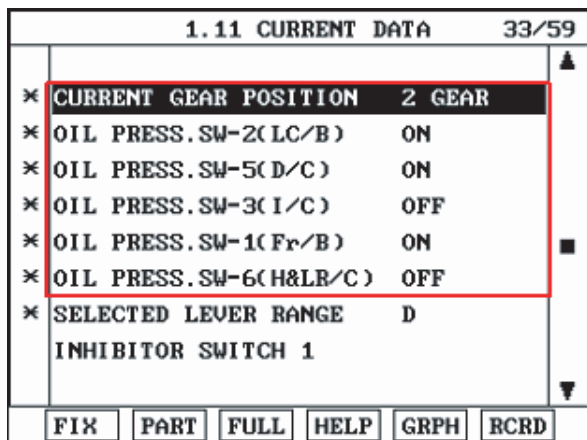 1.11 CURRENT DATA 33/59
* CURRENT GEAR POSITION 2 GEAR
* OIL PRESS.SW-2(LC/B) ON
* OIL PRESS.SW-5(D/C) ON
* OIL PRESS.SW-3(I/C) OFF
* OIL PRESS.SW-1(Fr/B) ON
* OIL PRESS.SW-6(H&LR/C) OFF
* SELECTED LEVER RANGE D
INHIBITOR SWITCH 1
FIX PART FULL HELP GRPH RCRD